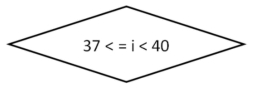 37 < = i < 40